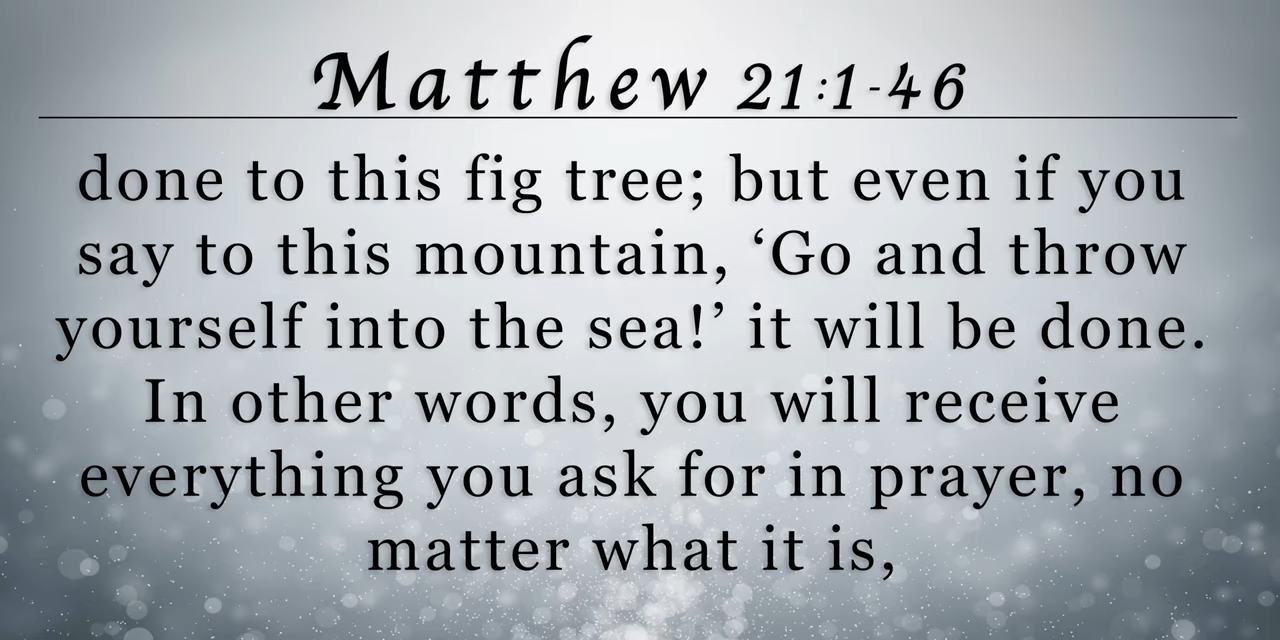 Matthew 21:1-46
done to this fig tree; but even if you
say to this mountain, ‘Go and throw
yourself into the sea!’ it will be done.
In other words, you will receive
everything you ask for in prayer, no
matter what it is,